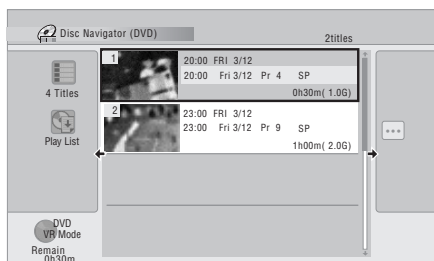 Disc Navigator (DVD)
2titles
4 Titles
Play List
1
20:00 FRI 3/12
20:00 Fri 3/12 Pr 4 SP
0h30m( 1.0G)
2
23:00 FRI 3/12
23:00 Fri 3/12 Pr 9 SP
1h00m( 2.0G)
DVD
VR Mode
Remain
0h30m